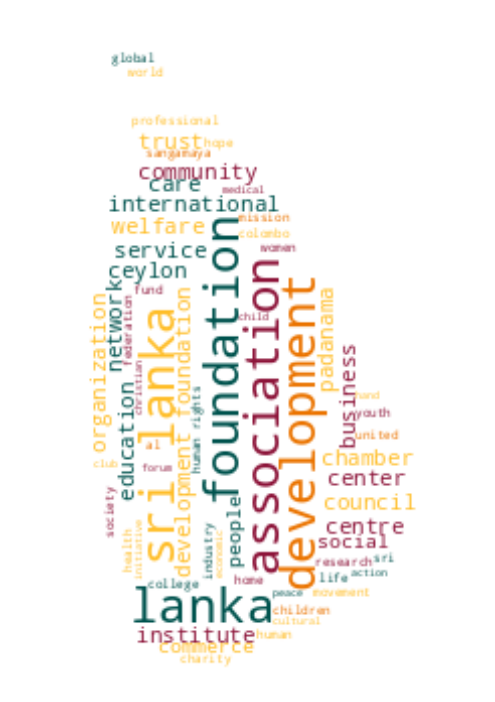 global
world
professional
trust
hope
sangamaya
community
care
medical
international
mission
welfare
colombo
service
women
ceylon
fund
foundation
association
development
sri lanka
development foundation
padanama
organization
network
federation
child
christian
human rights
education
business
hand
youth
al
united
club
forum
chamber
center
society
council
people
centre
industry
economic
health
initiative
social
research
sri
life
action
college
home
peace
movement
lanka
children
cultural
institute
human
commerce
charity